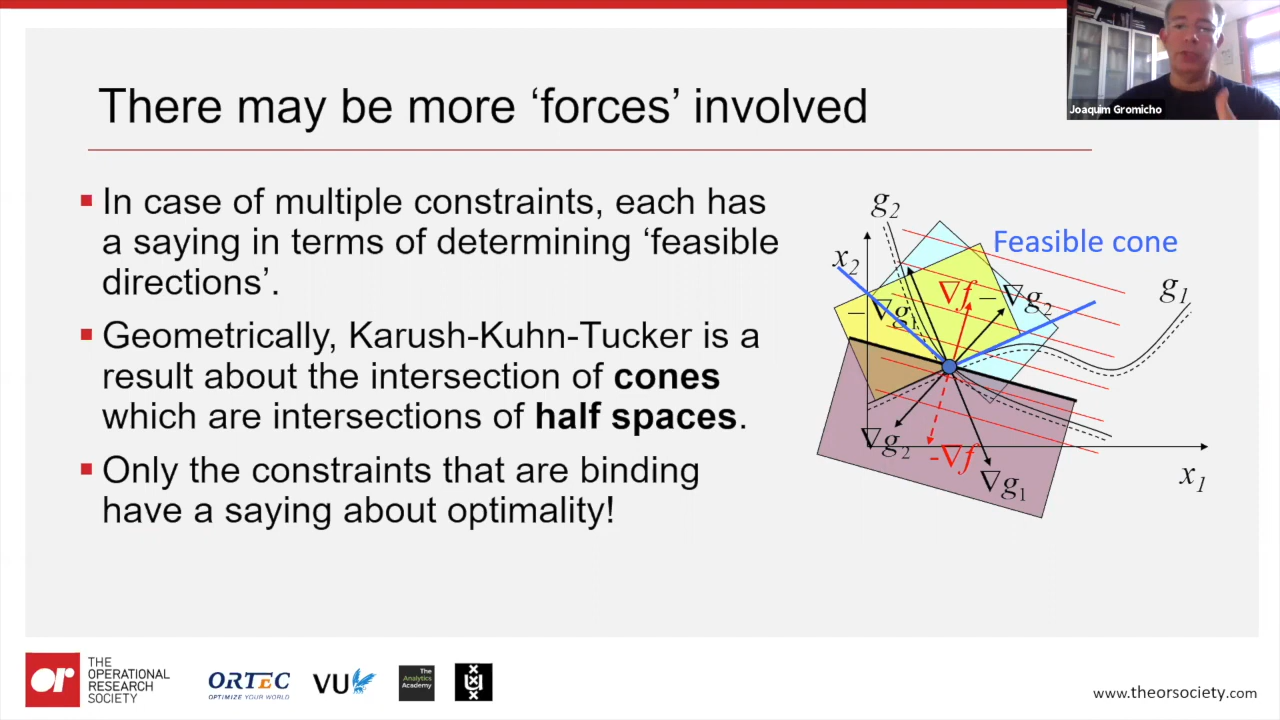 There may be more ‘forces’ involved
Joaquim Gromicho
In case of multiple constraints, each has
a saying in terms of determining ‘feasible
directions’.
Geometrically, Karush-Kuhn-Tucker is a
result about the intersection of cones
which are intersections of half spaces.
Only the constraints that are binding
have a saying about optimality!
g2
x2
Feasible cone
g1
∇f
−∇g2
−∇g1
∇g2
-∇f
∇g1
x1
or
THE
OPERATIONAL
RESEARCH
SOCIETY
ORTEC
OPTIMIZE YOUR WORLD
VU
The
Analytics
Academy
www.theorsociety.com